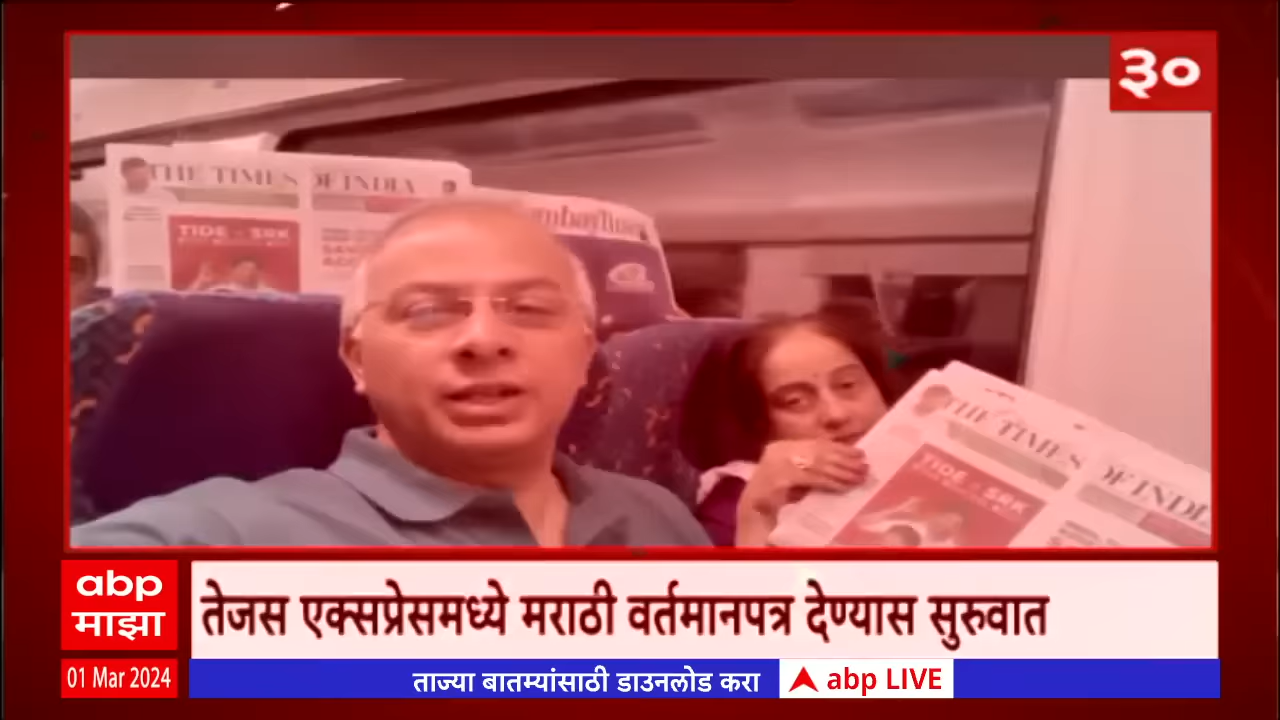 ३०
THE TIMES OF INDIA
TIDE - SRK
THE TIMES OF INDIA
TIDE - SRK
abp
माझा
तेजस एक्सप्रेसमध्ये मराठी वर्तमानपत्र देण्यास सुरुवात
01 Mar 2024
ताज्या बातम्यांसाठी डाउनलोड करा
abp LIVE